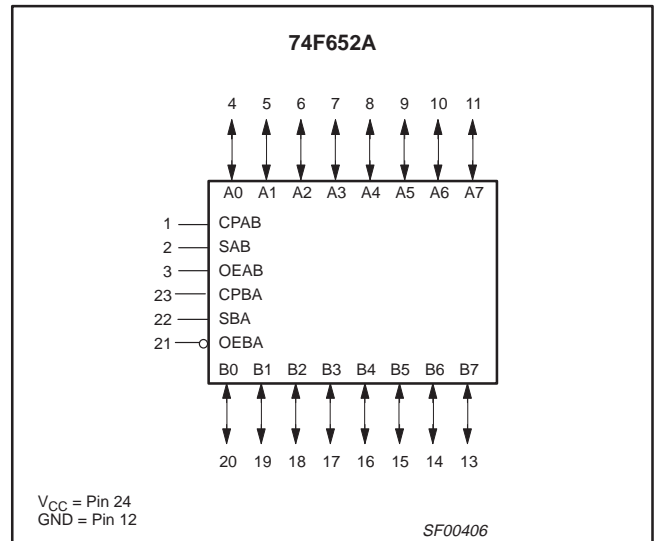 74F652A
4 5 6 7 8 9 10 11
A0 A1 A2 A3 A4 A5 A6 A7
1 CPAB
2 SAB
3 OEAB
23 CPBA
22 SBA
21 OEBA
B0 B1 B2 B3 B4 B5 B6 B7
20 19 18 17 16 15 14 13
VCC = Pin 24
GND = Pin 12
SF00406